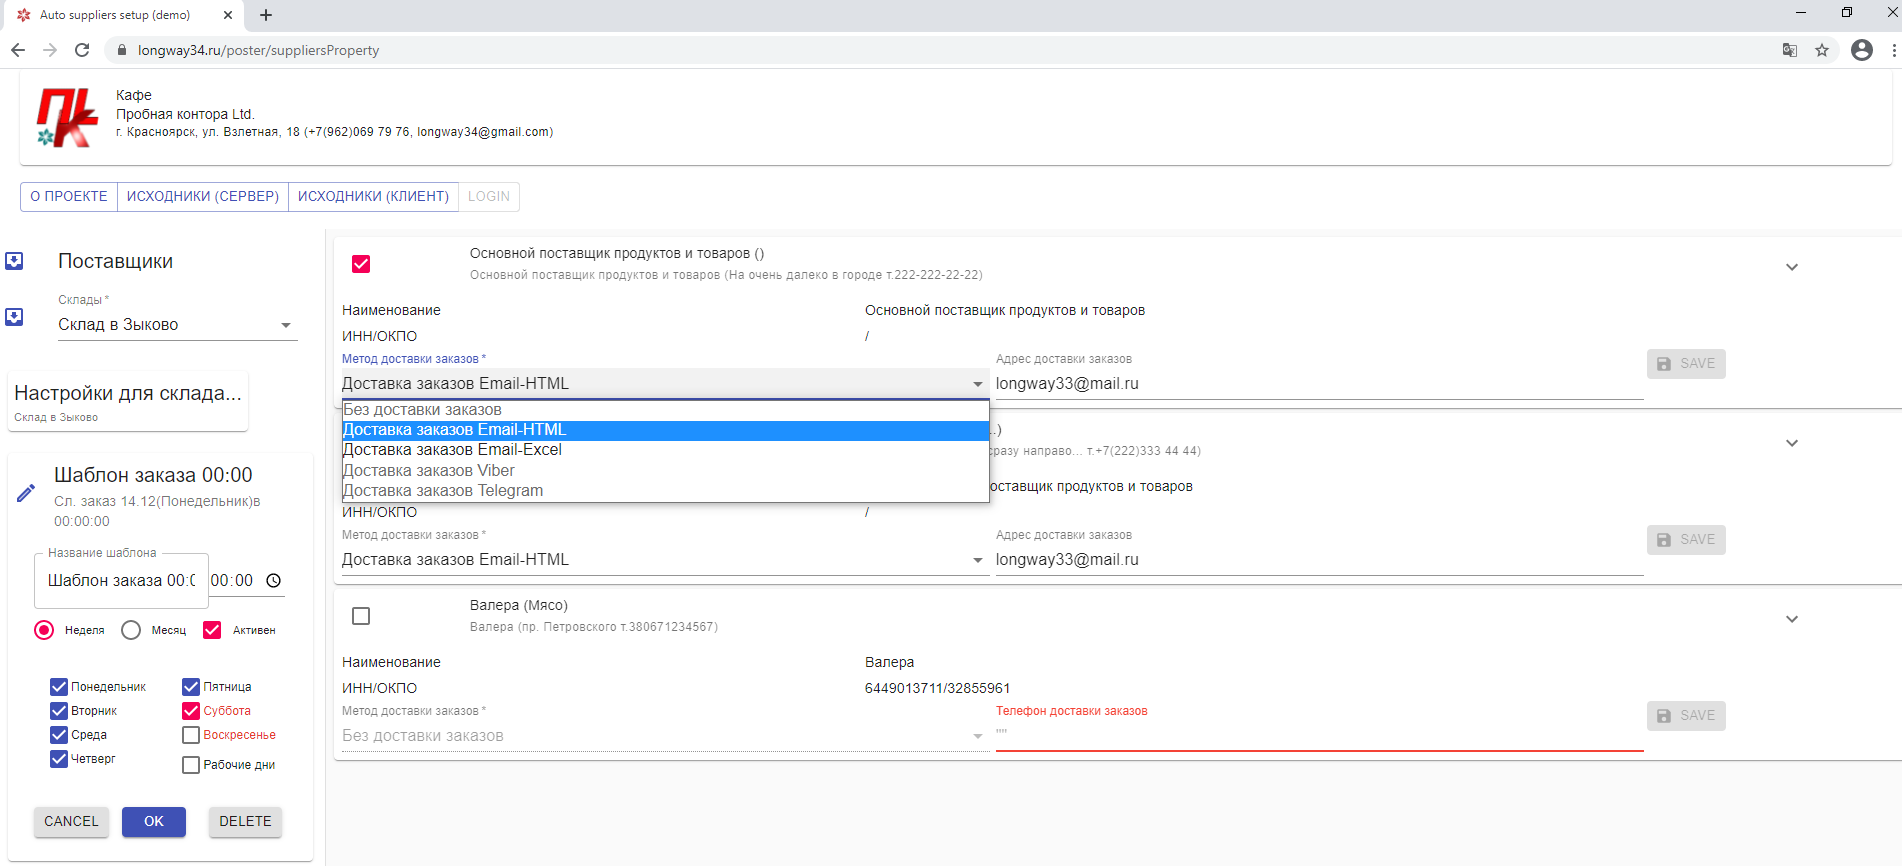 Auto suppliers setup (demo)
longway34.ru/poster/suppliersProperty
Кафе
Пробная контора Ltd.
г. Красноярск, ул. Взлетная, 18 (+7(962)069 79 76, longway34@gmail.com)
О ПРОЕКТЕ
ИСХОДНИКИ (СЕРВЕР)
ИСХОДНИКИ (КЛИЕНТ)
LOGIN
Поставщики
Склады *
Склад в Зыково
Настройки для склада...
Склад в Зыково
Шаблон заказа 00:00
Сл. заказ 14.12(Понедельник)в
00:00:00
Название шаблона
Шаблон заказа 00:0
00:00
Неделя
Месяц
Активен
Понедельник
Пятница
Вторник
Суббота
Среда
Воскресенье
Четверг
Рабочие дни
CANCEL
OK
DELETE
Основной поставщик продуктов и товаров ()
Основной поставщик продуктов и товаров (На очень далеко в городе т.222-222-22-22)
Наименование
Основной поставщик продуктов и товаров
ИНН/ОКПО
/
Метод доставки заказов *
Адрес доставки заказов
Доставка заказов Email-HTML
longway33@mail.ru
SAVE
Без доставки заказов
Доставка заказов Email-HTML
Доставка заказов Email-Excel
Доставка заказов Viber
Доставка заказов Telegram
..)
сразу направо... т.+7(222)333 44 44)
оставщик продуктов и товаров
ИНН/ОКПО
/
Метод доставки заказов *
Адрес доставки заказов
Доставка заказов Email-HTML
longway33@mail.ru
SAVE
Валера (Мясо)
Валера (пр. Петровского т.380671234567)
Наименование
Валера
ИНН/ОКПО
6449013711/32855961
Метод доставки заказов *
Телефон доставки заказов
Без доставки заказов
""
SAVE